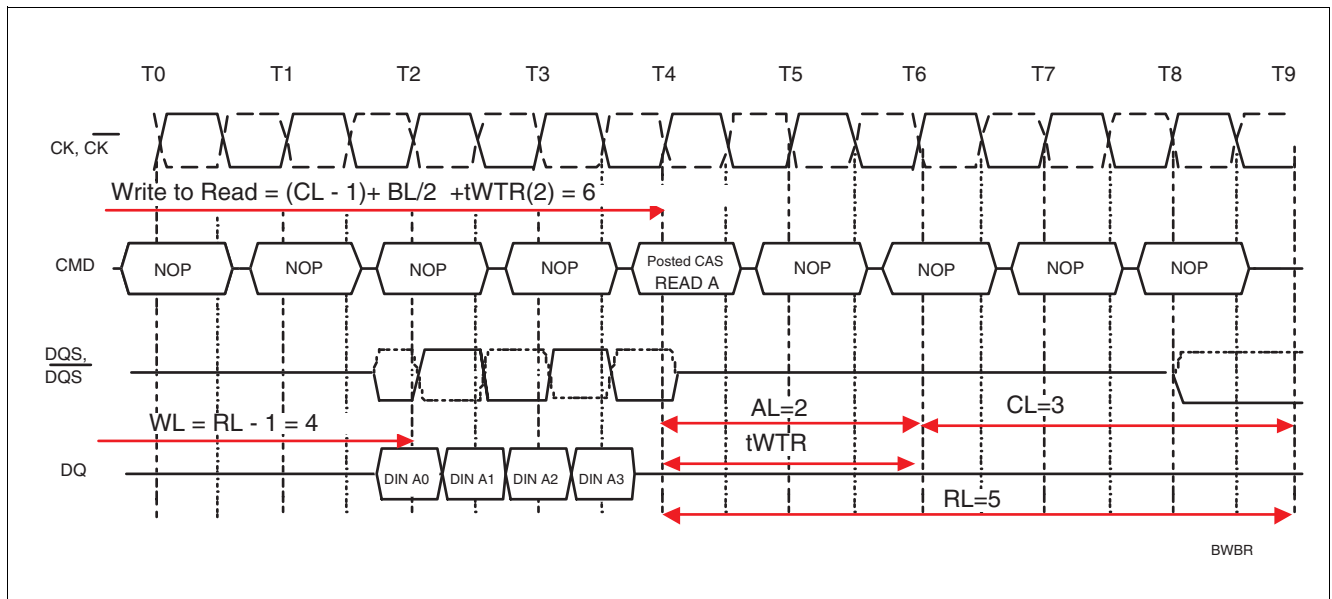 T0 T1 T2 T3 T4 T5 T6 T7 T8 T9
CK, CK
Write to Read = (CL - 1)+ BL/2 +tWTR(2) = 6
CMD NOP NOP NOP NOP Posted CAS READ A NOP NOP NOP NOP
DQS,
DQS
AL=2 CL=3
WL = RL - 1 = 4
tWTR
DQ DIN A0 DIN A1 DIN A2 DIN A3
RL=5
BWBR